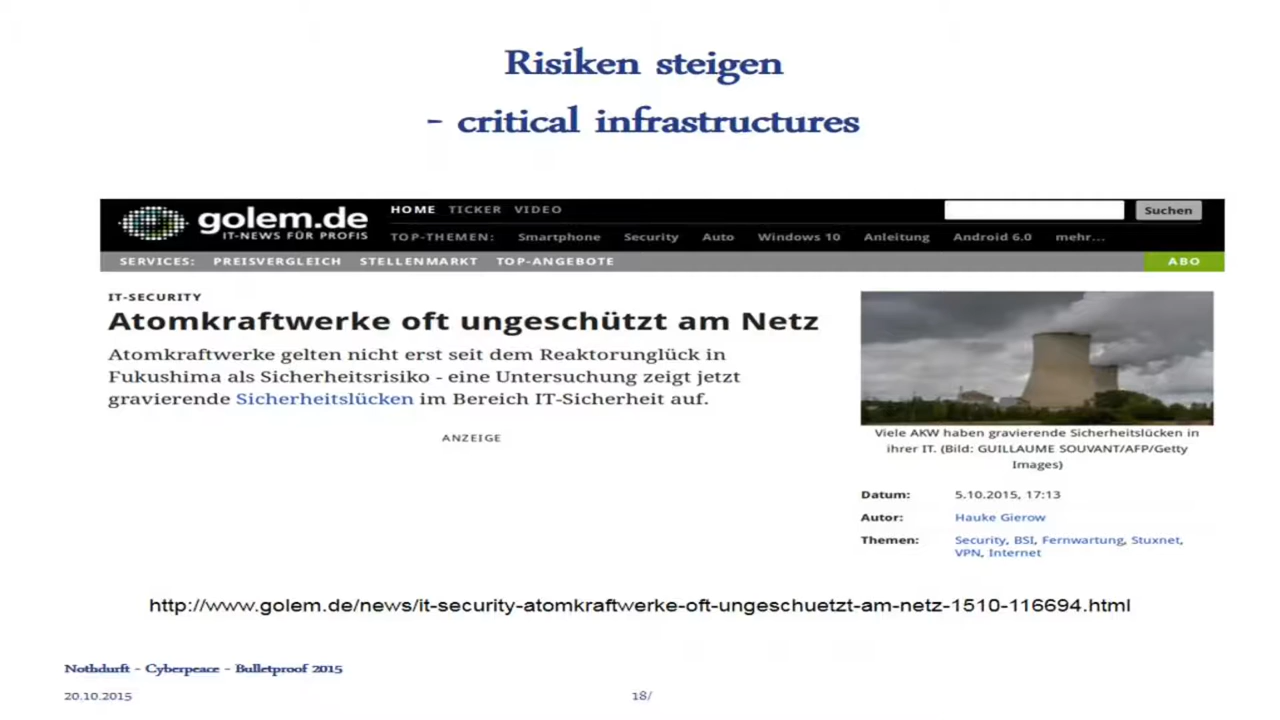 Risiken steigen
- critical infrastructures
golem.de
IT-NEWS FÜR PROFIS
HOME TICKER VIDEO
Suchen
TOP-THEMEN: Smartphone Security Auto Windows 10 Anleitung Android 6.0 mehr...
SERVICES: PREISVERGLEICH STELLENMARKT TOP-ANGEBOTE ABO
IT-SECURITY
Atomkraftwerke oft ungeschützt am Netz
Atomkraftwerke gelten nicht erst seit dem Reaktorunglück in
Fukushima als Sicherheitsrisiko - eine Untersuchung zeigt jetzt
gravierende Sicherheitslücken im Bereich IT-Sicherheit auf.
ANZEIGE
Viele AKW haben gravierende Sicherheitslücken in
ihrer IT. (Bild: GUILLAUME SOUVANT/AFP/Getty
Images)
Datum: 5.10.2015, 17:13
Autor: Hauke Gierow
Themen: Security, BSI, Fernwartung, Stuxnet,
VPN, Internet
http://www.golem.de/news/it-security-atomkraftwerke-oft-ungeschuetzt-am-netz-1510-116694.html
Nothdurft - Cyberpeace - Bulletproof 2015
20.10.2015
18/